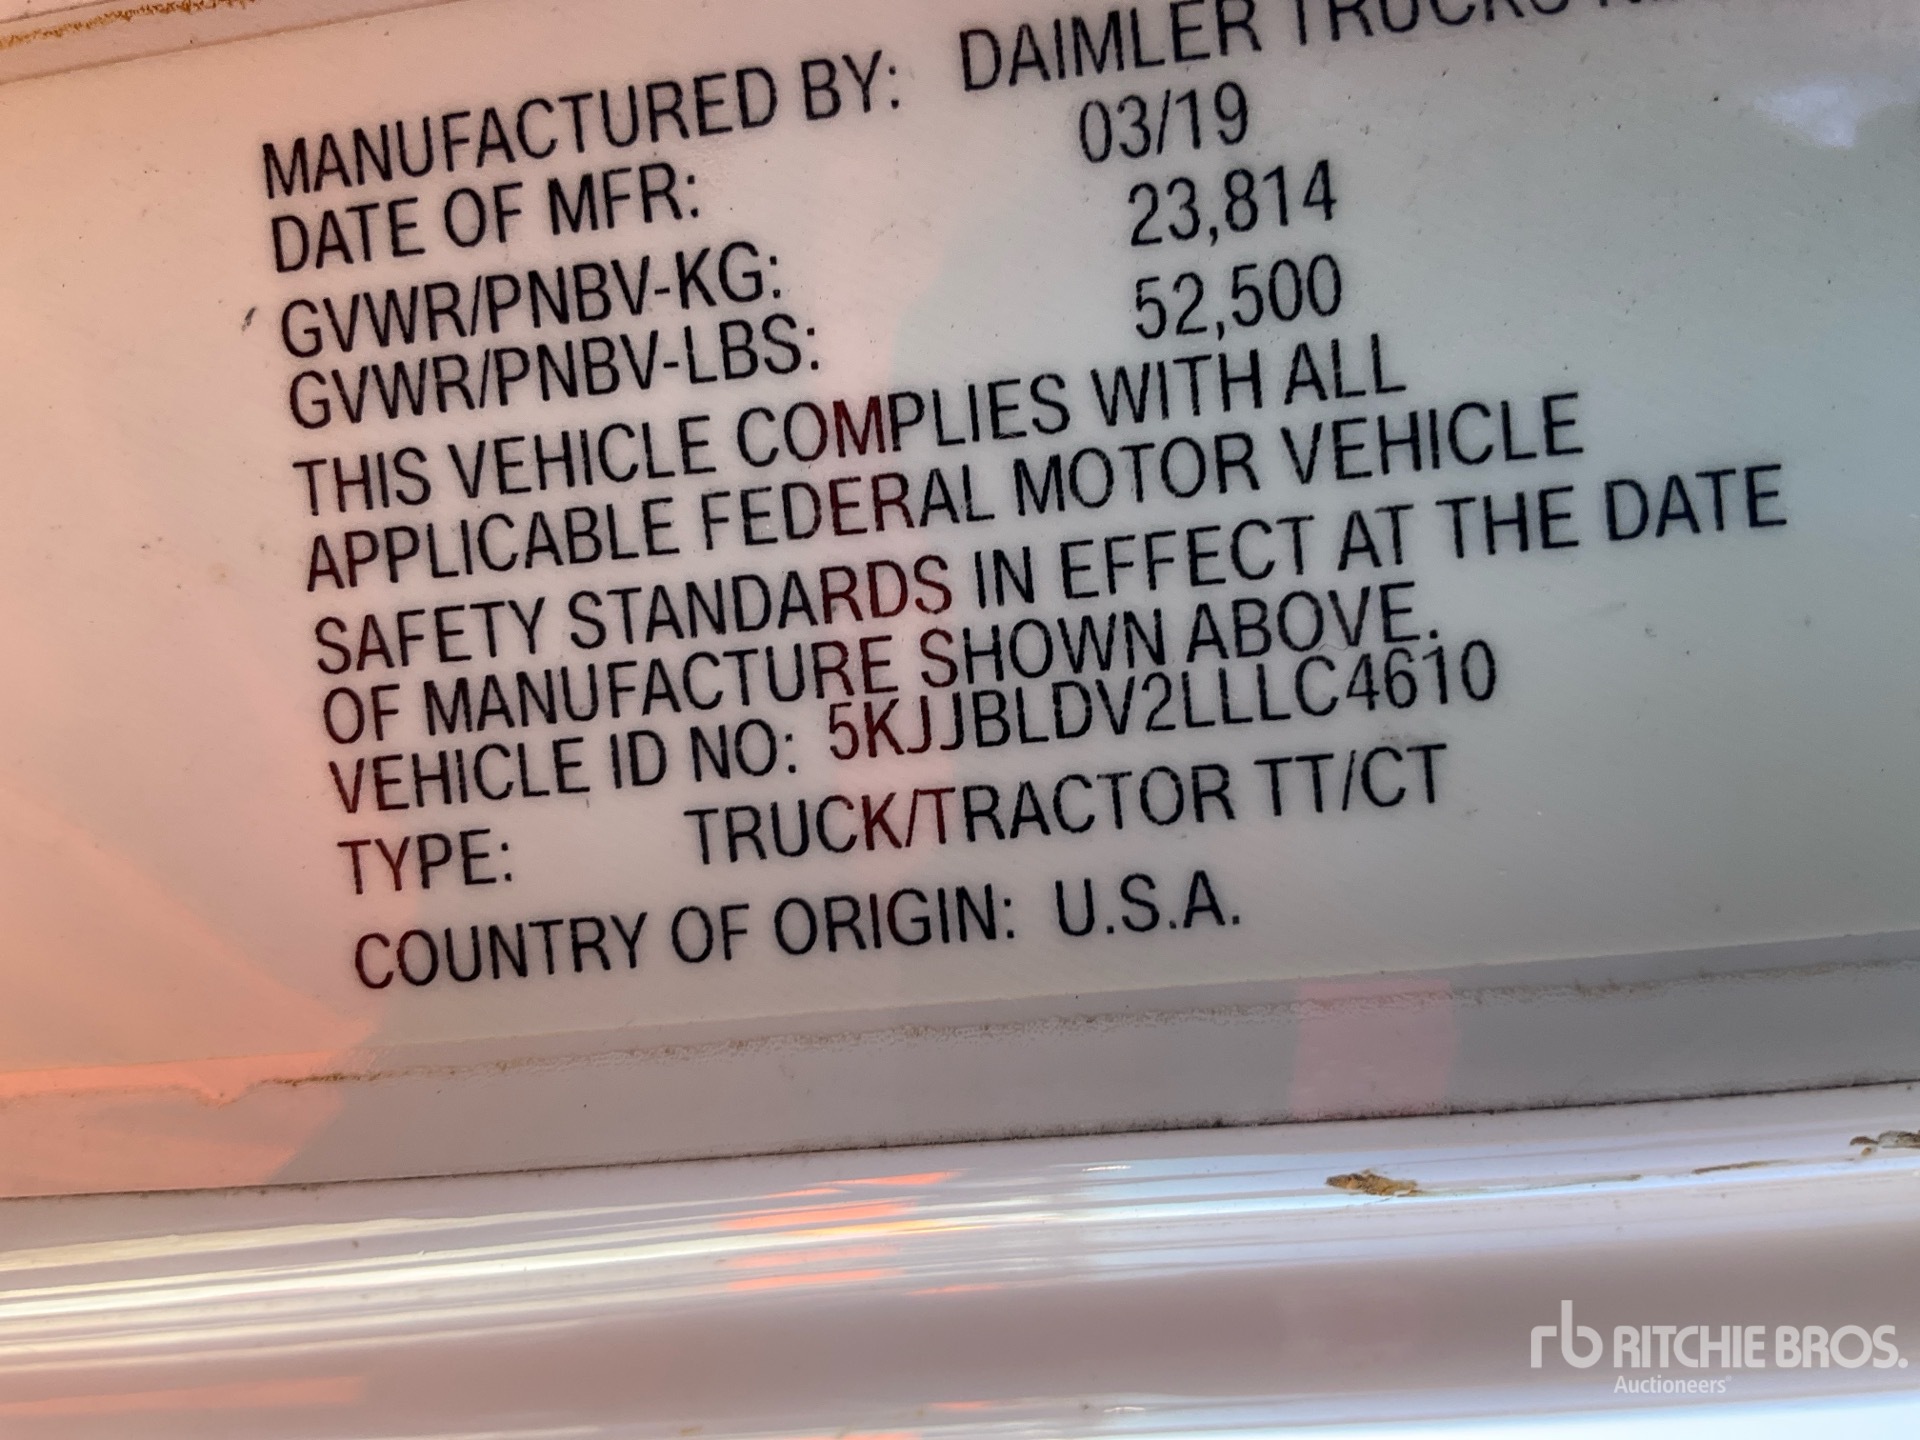 MANUFACTURED BY: DAIMLER TRUCKS
DATE OF MFR: 03/19
GVWR/PNBV-KG: 23,814
GVWR/PNBV-LBS: 52,500
THIS VEHICLE COMPLIES WITH ALL
APPLICABLE FEDERAL MOTOR VEHICLE
SAFETY STANDARDS IN EFFECT AT THE DATE
OF MANUFACTURE SHOWN ABOVE.
VEHICLE ID NO: 5KJJBLDV2LLLC4610
TYPE: TRUCK/TRACTOR TT/CT
COUNTRY OF ORIGIN: U.S.A.
rb RITCHIE BROS.
Auctioneers